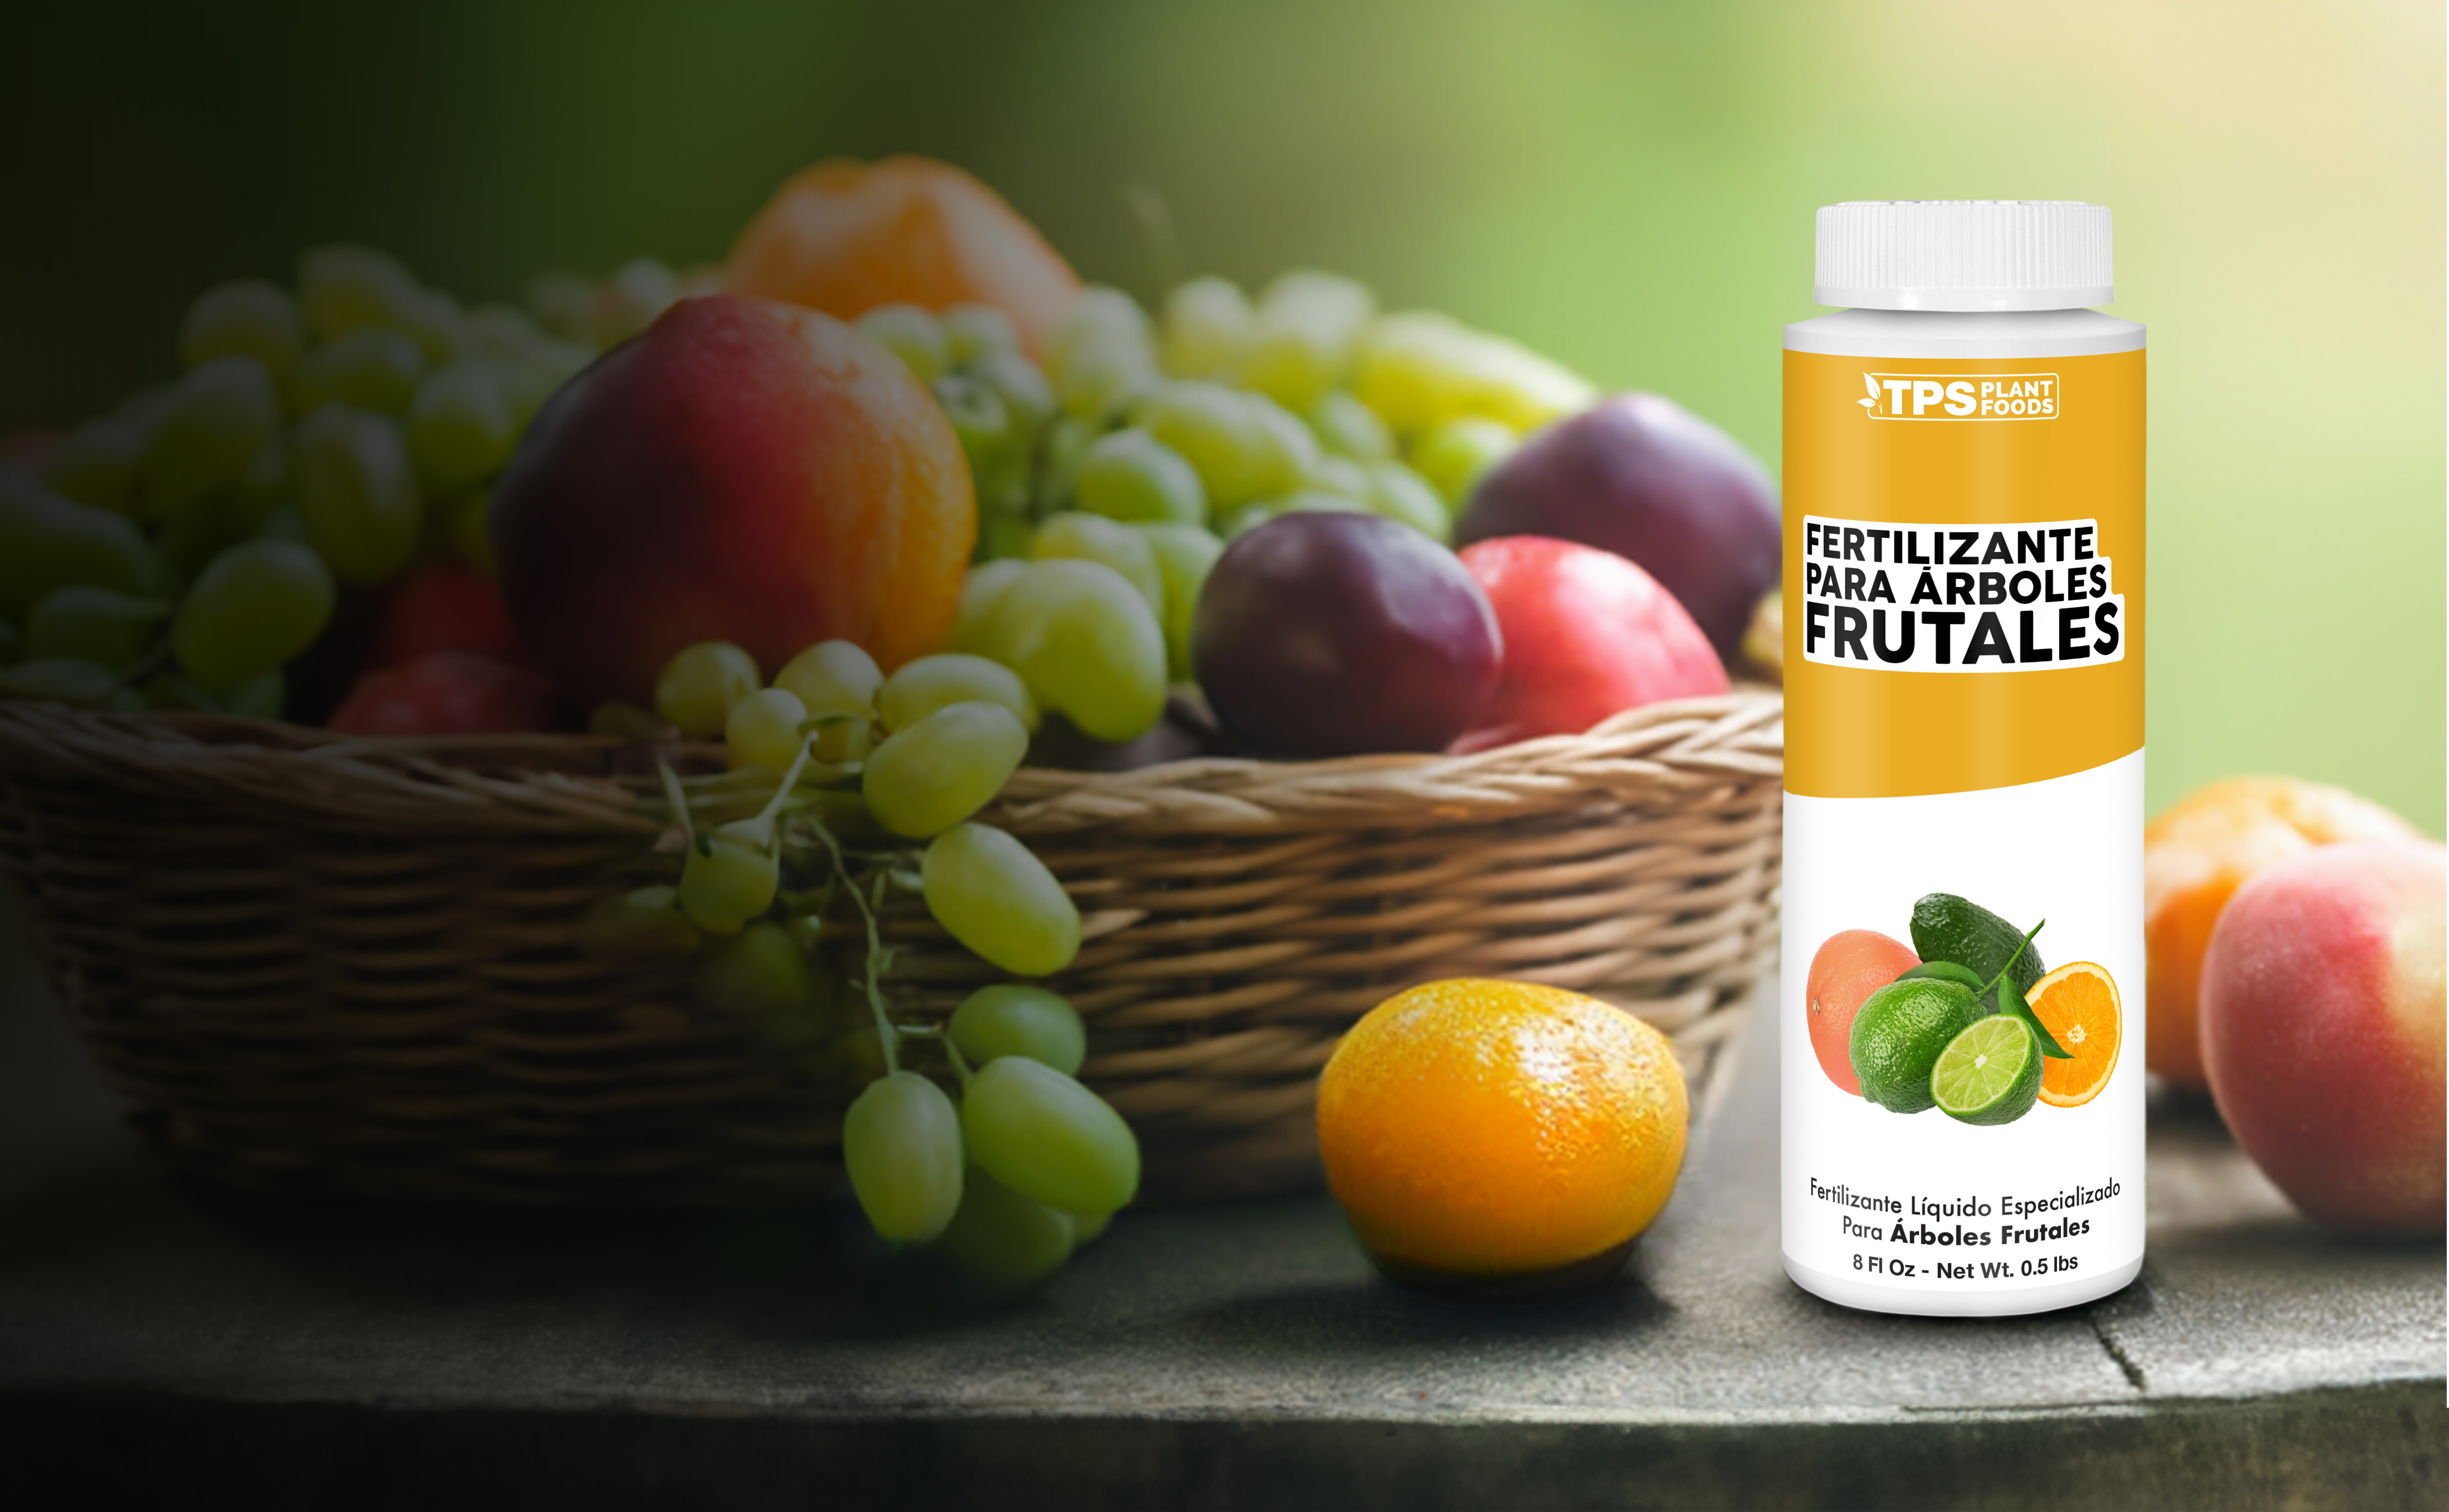 TPS PLANT FOODS
FERTILIZANTE
PARA ÁRBOLES
FRUTALES
Fertilizante Líquido Especializado
Para Árboles Frutales
8 Fl Oz - Net Wt. 0.5 lbs